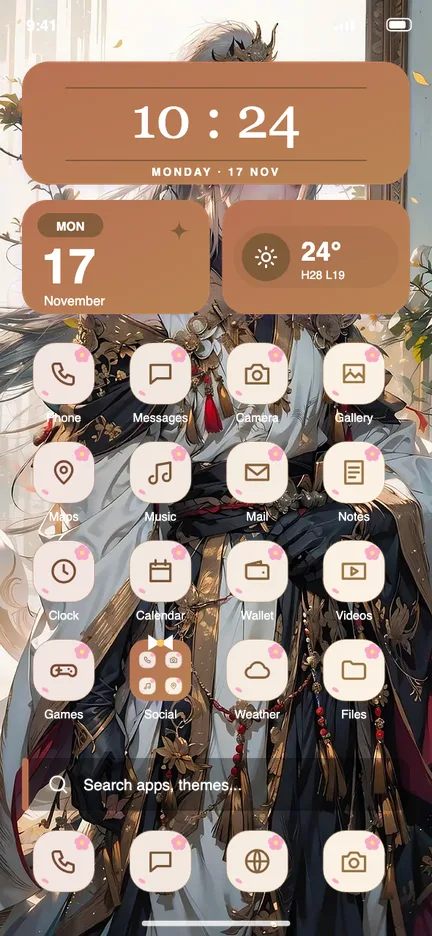 9:41
10 : 24
MONDAY · 17 NOV
MON
17
November
24°
H28 L19
Phone Messages Camera Gallery
Maps Music Mail Notes
Clock Calendar Wallet Videos
Games Social Weather Files
Search apps, themes...